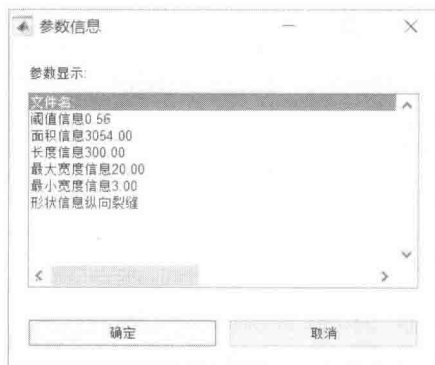 参数信息
参数显示:
文件名:
阈值信息0.56
面积信息3054.00
长度信息300.00
最大宽度信息20.00
最小宽度信息3.00
形状信息纵向裂缝
确定
取消